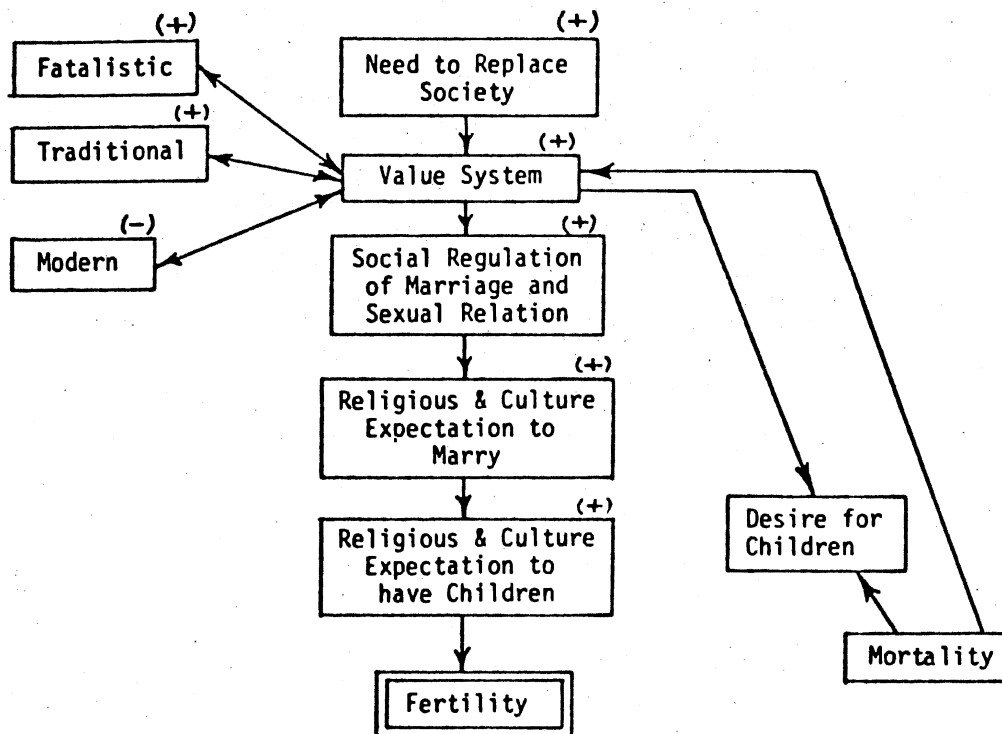 (+)
Fatalistic
(+)
Traditional
(-)
Modern
(+)
Need to Replace
Society
(+)
Value System
(+)
Social Regulation
of Marriage and
Sexual Relation
(+)
Religious & Culture
Expectation to
Marry
(+)
Religious & Culture
Expectation to
have Children
Fertility
Desire for
Children
Mortality